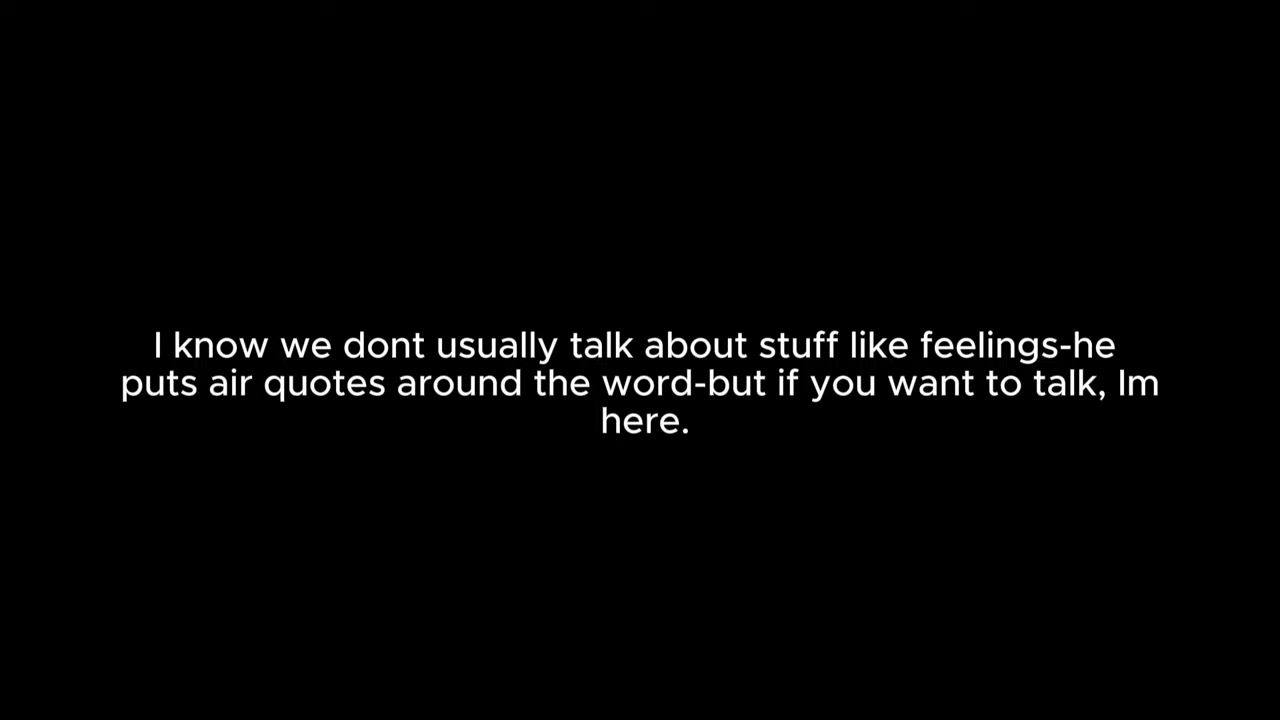 I know we dont usually talk about stuff like feelings-he
puts air quotes around the word-but if you want to talk, Im
here.